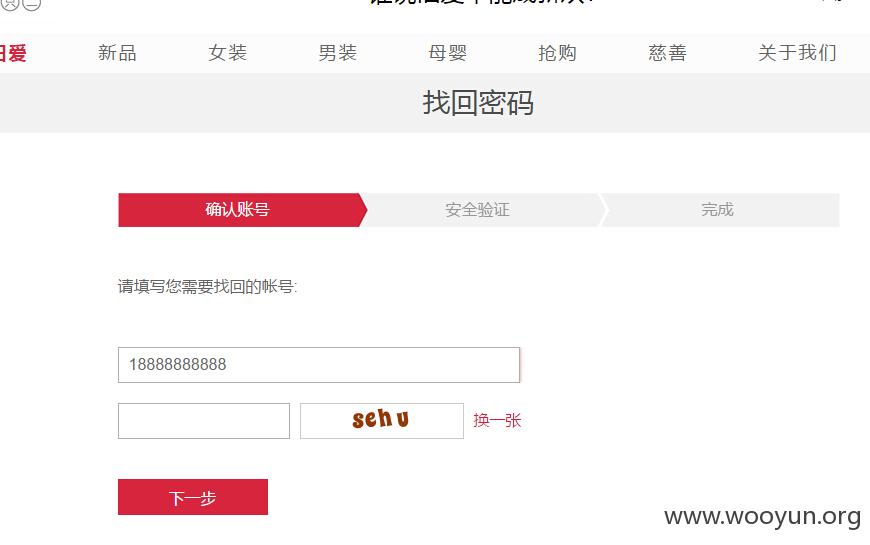 爱 新品 女装 男装 母婴 抢购 慈善 关于我们
找回密码
确认账号 安全验证 完成
请填写您需要找回的帐号:
18888888888
sehu 换一张
下一步
www.wooyun.org